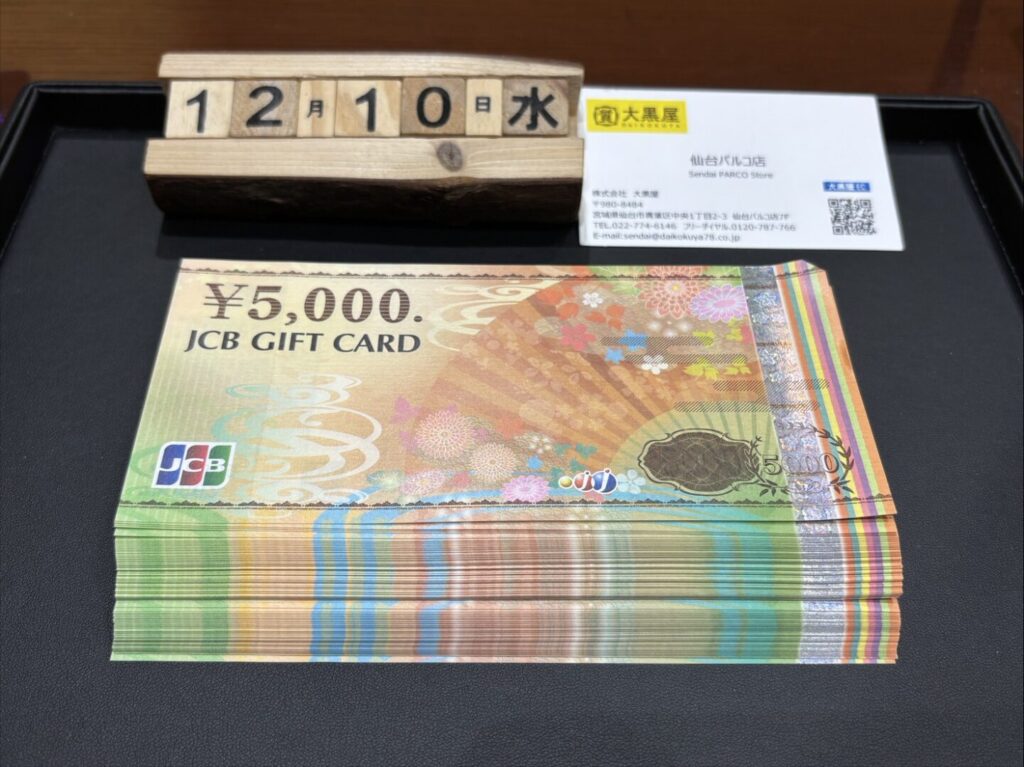 12月10日水
大黒屋
DAIKOKUYA
仙台パルコ店
Sendai PARCO Store
大黒屋EC
株式会社 大黒屋
〒980-8484
宮城県仙台市青葉区中央1丁目2-3 仙台パルコ店7F
TEL.022-774-6146 フリーダイヤル.0120-787-766
E-mail:sendai@daikokuya78.co.jp
¥5,000.
JCB GIFT CARD
JCB
5,000